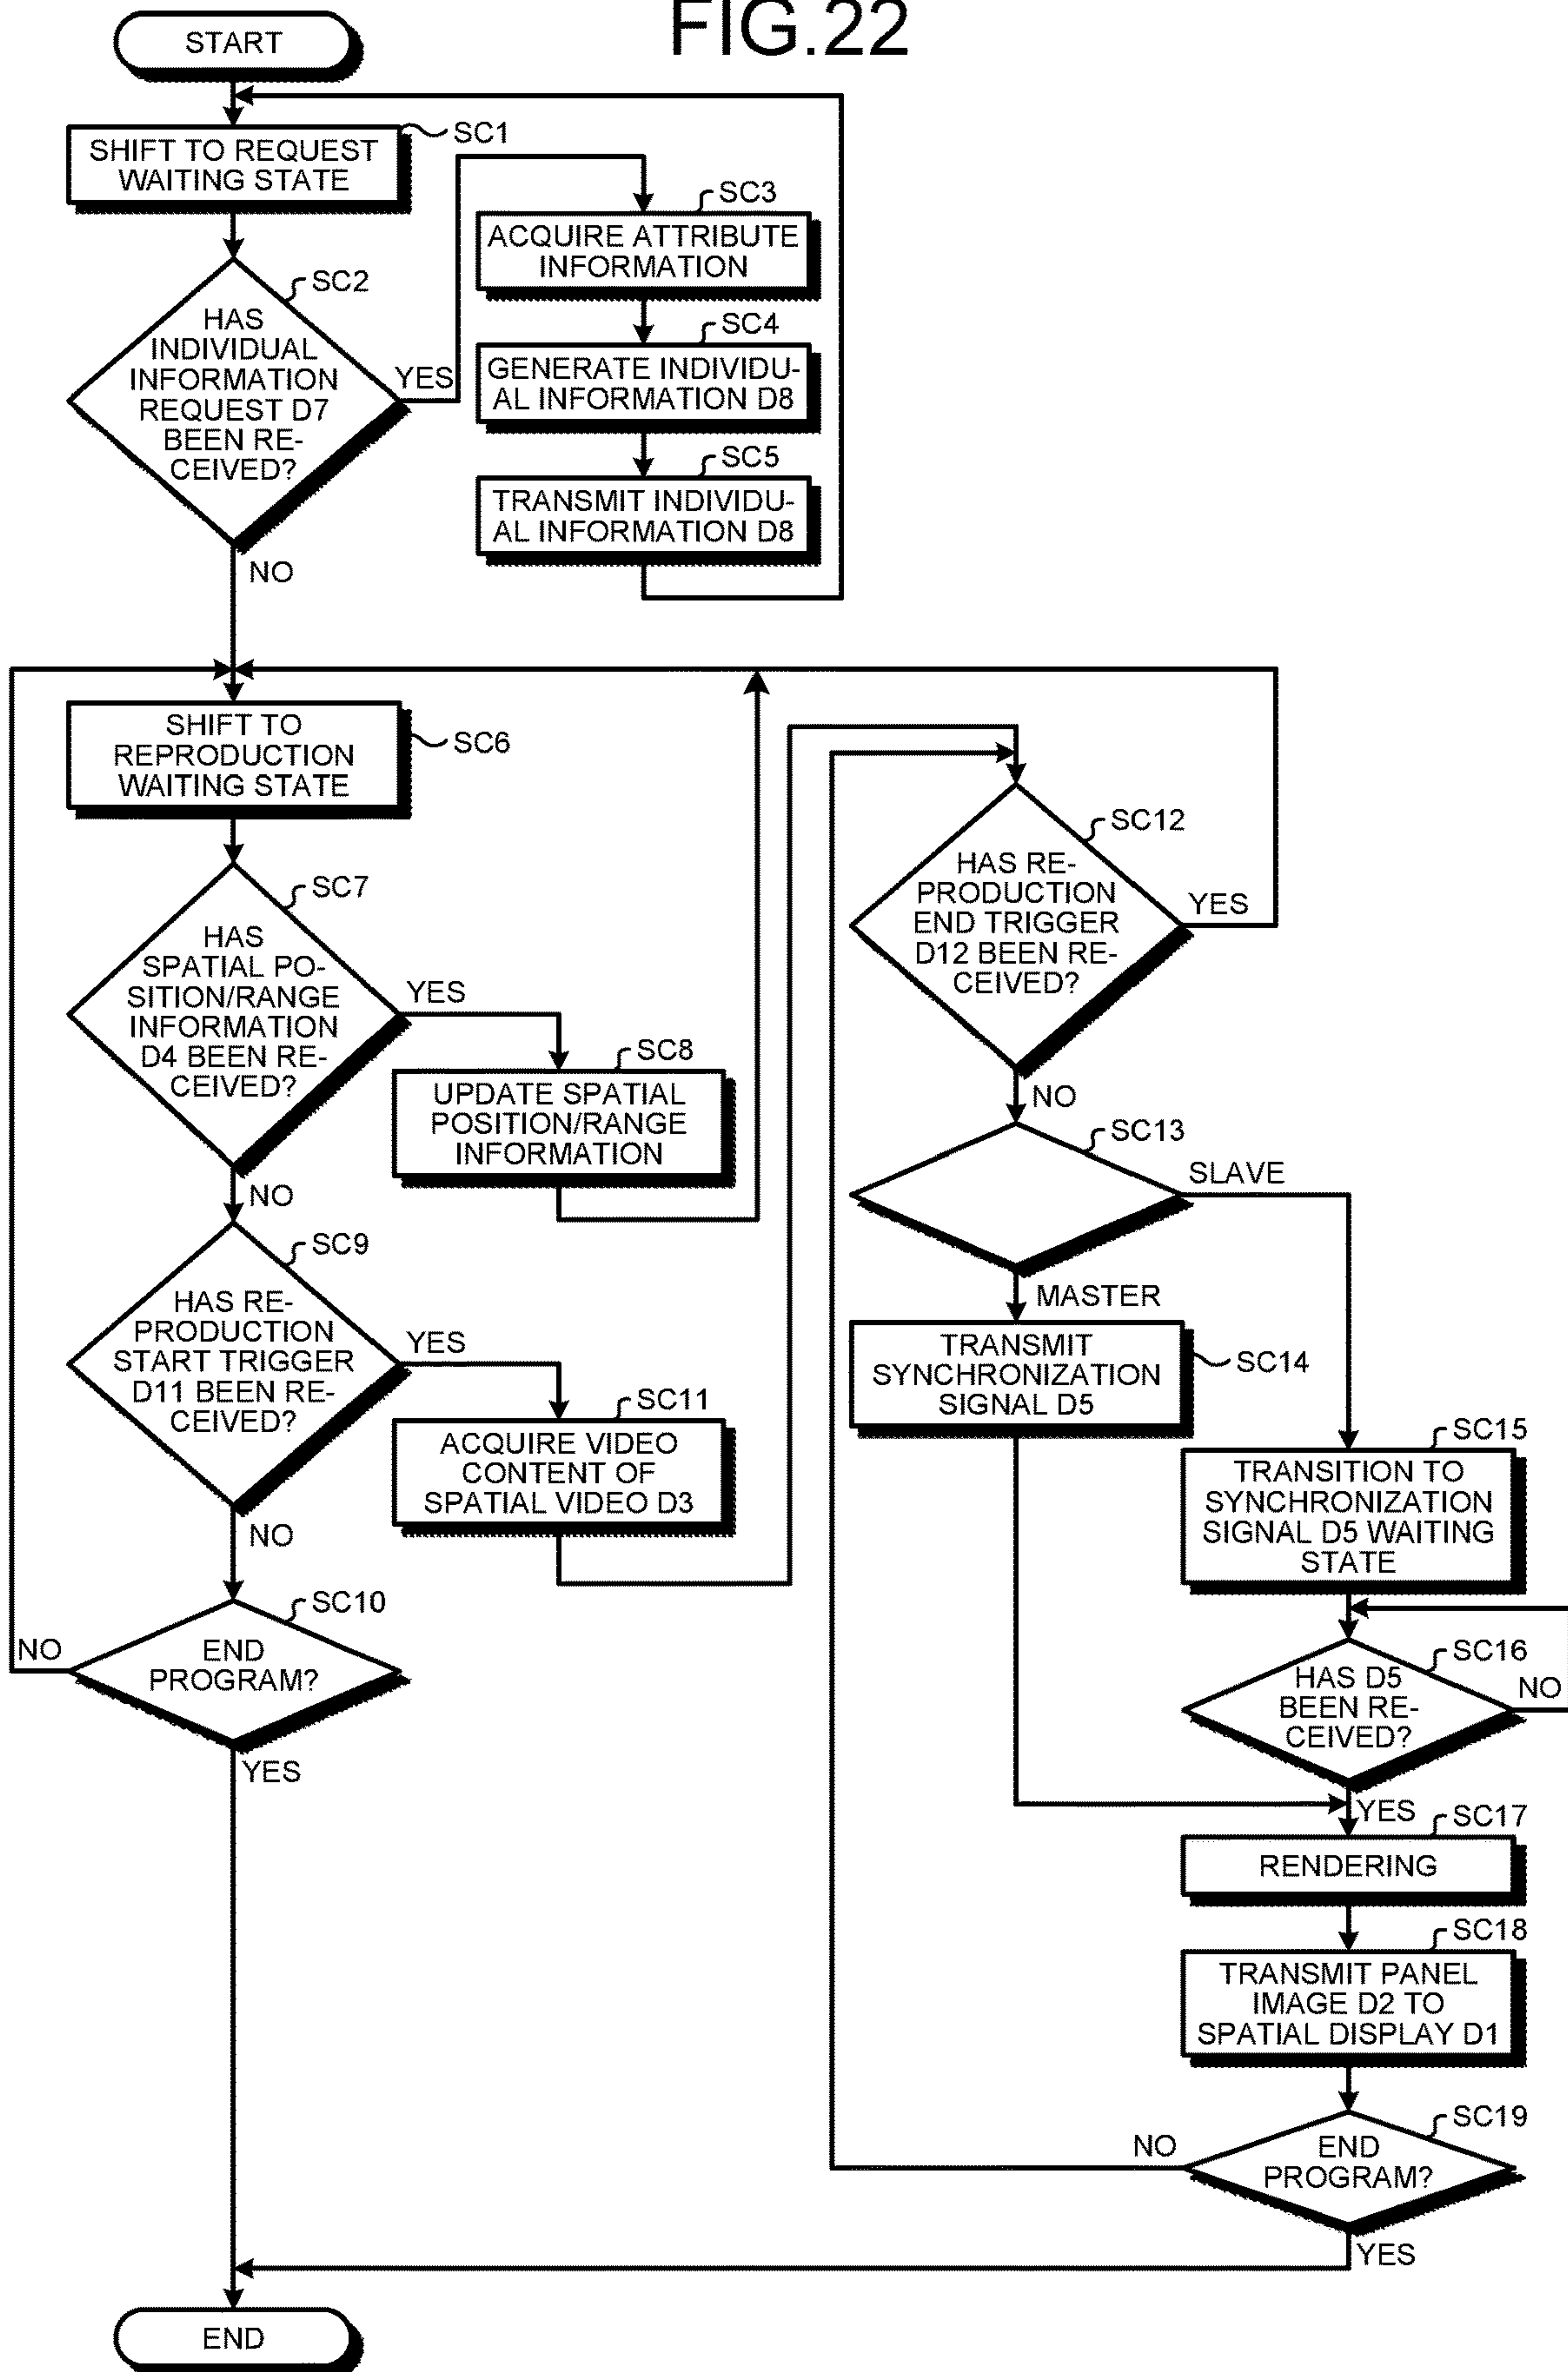 FIG.22
START
SHIFT TO REQUEST
WAITING STATE
SC1
HAS
INDIVIDUAL
INFORMATION
REQUEST D7
BEEN RE-
CEIVED?
SC2
YES
NO
SC3
ACQUIRE ATTRIBUTE
INFORMATION
SC4
GENERATE INDIVIDU-
AL INFORMATION D8
SC5
TRANSMIT INDIVIDU-
AL INFORMATION D8
SHIFT TO
REPRODUCTION
WAITING STATE
SC6
SC7
HAS
SPATIAL PO-
SITION/RANGE
INFORMATION
D4 BEEN RE-
CEIVED?
YES
NO
SC8
UPDATE SPATIAL
POSITION/RANGE
INFORMATION
SC9
HAS RE-
PRODUCTION
START TRIGGER
D11 BEEN RE-
CEIVED?
YES
NO
SC11
ACQUIRE VIDEO
CONTENT OF
SPATIAL VIDEO D3
SC10
END
PROGRAM?
NO
YES
SC12
HAS RE-
PRODUCTION
END TRIGGER
D12 BEEN RE-
CEIVED?
YES
NO
SC13
SLAVE
MASTER
TRANSMIT
SYNCHRONIZATION
SIGNAL D5
SC14
SC15
TRANSITION TO
SYNCHRONIZATION
SIGNAL D5 WAITING
STATE
SC16
HAS D5
BEEN RE-
CEIVED?
NO
YES
SC17
RENDERING
SC18
TRANSMIT PANEL
IMAGE D2 TO
SPATIAL DISPLAY D1
SC19
END
PROGRAM?
NO
YES
END